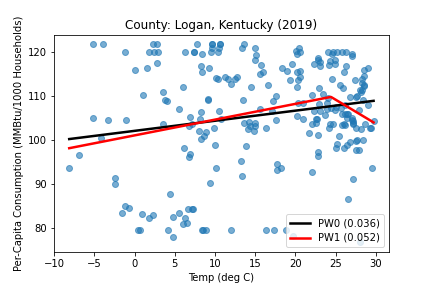 County: Logan, Kentucky (2019)
Per-Capita Consumption (MMBtu/1000 Households)
120
110
100
90
80
−10 −5 0 5 10 15 20 25 30
Temp (deg C)
PW0 (0.036)
PW1 (0.052)